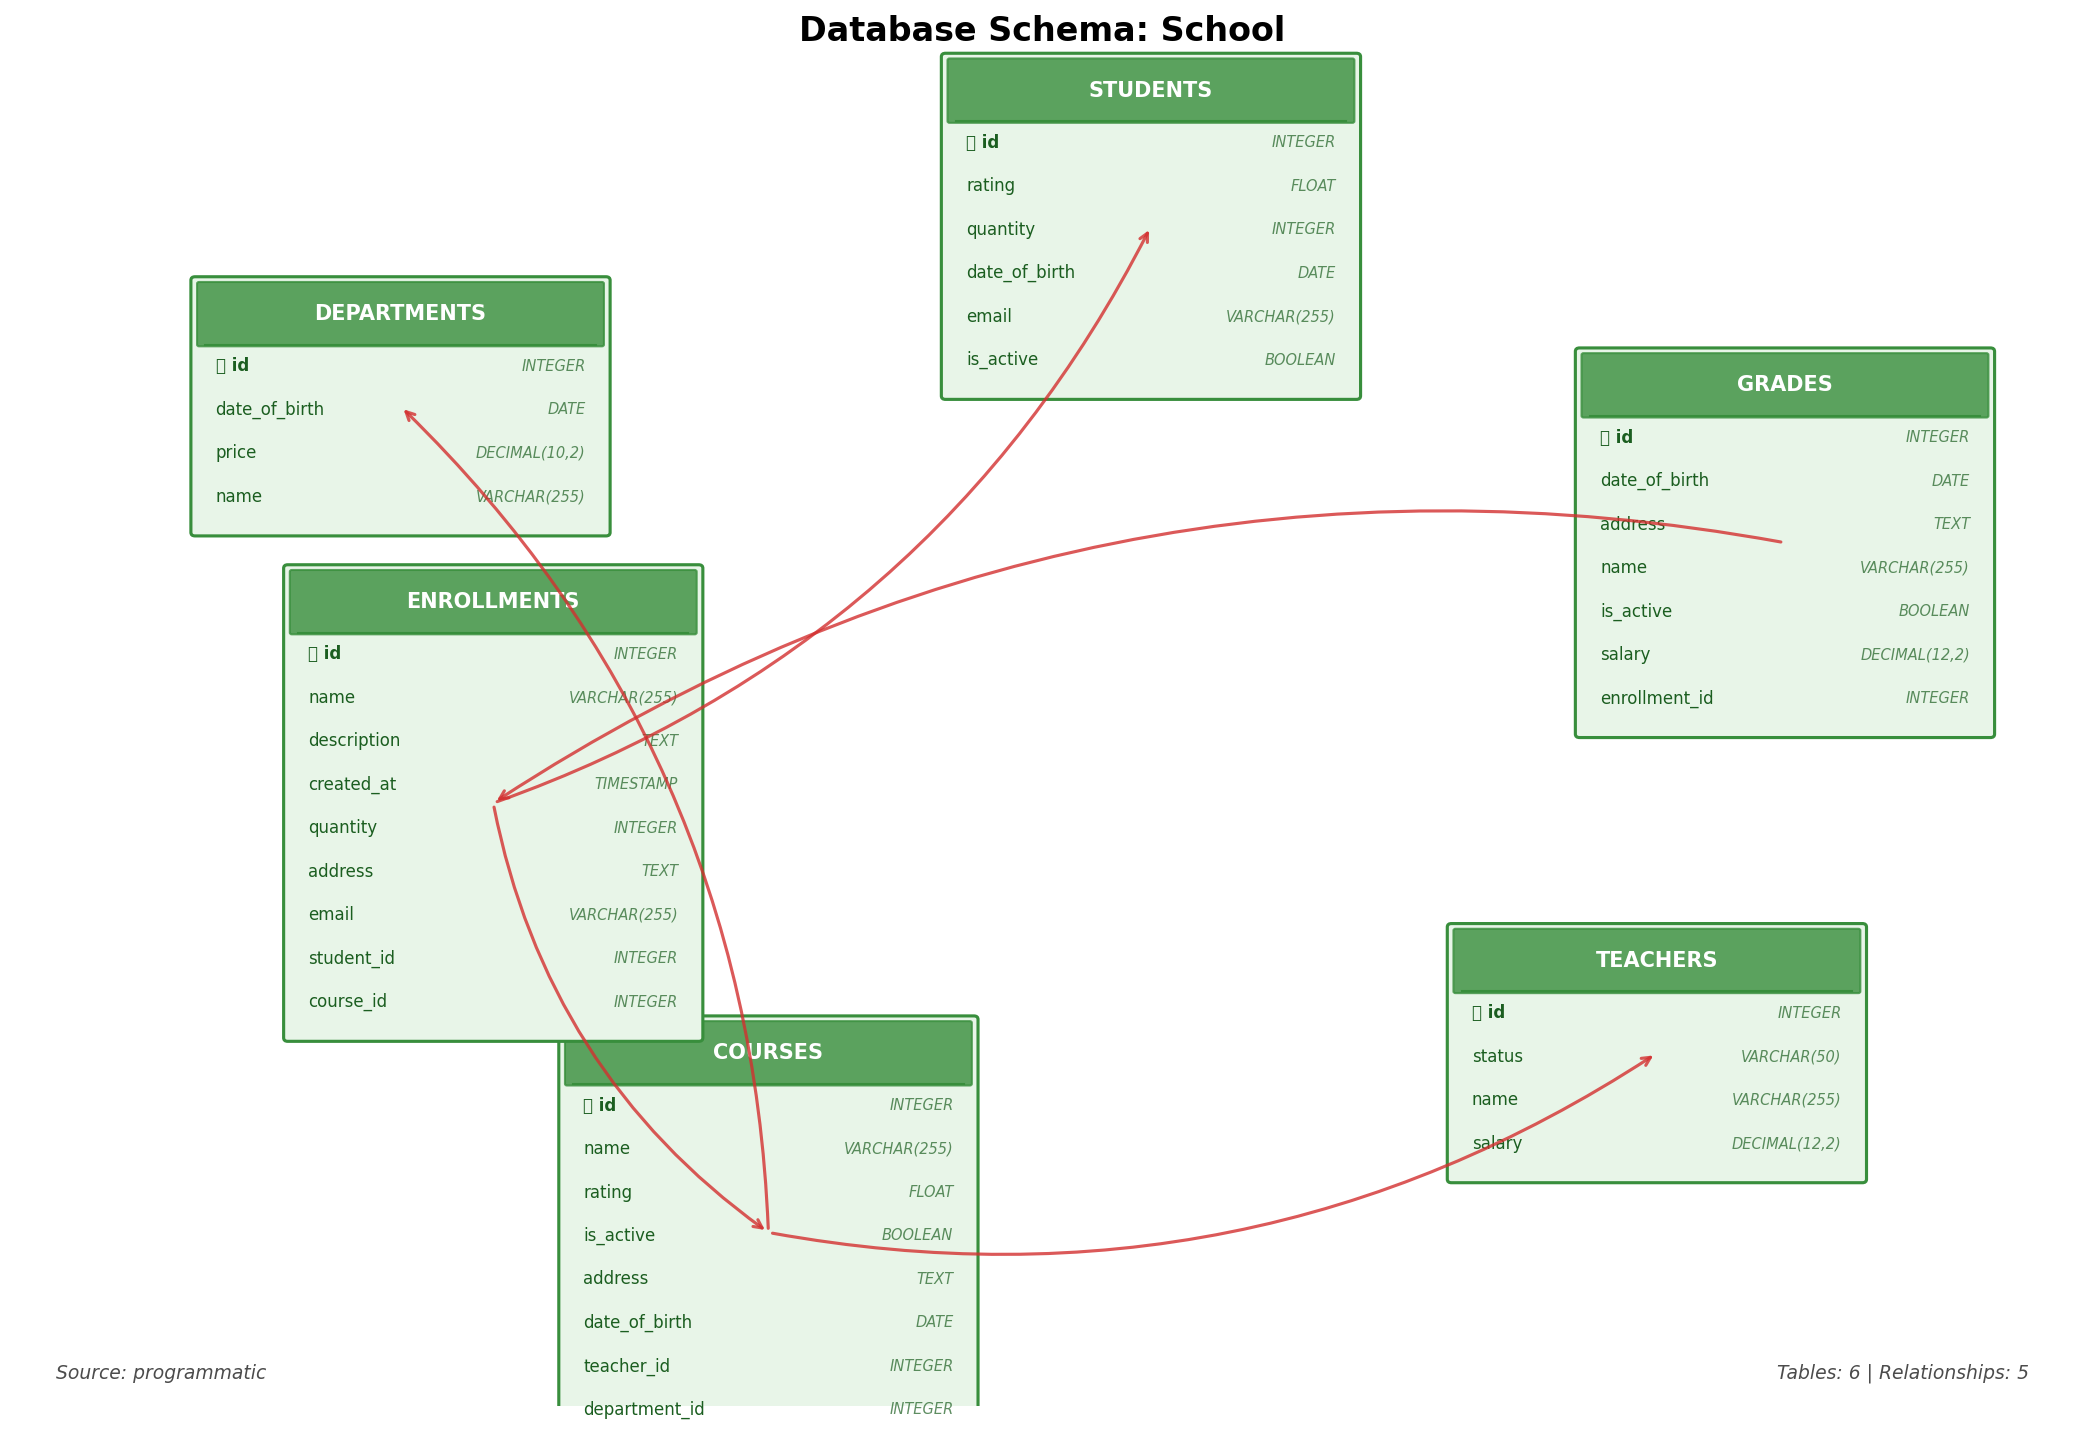 Database Schema: School
STUDENTS
id INTEGER
rating FLOAT
quantity INTEGER
date_of_birth DATE
email VARCHAR(255)
is_active BOOLEAN
DEPARTMENTS
id INTEGER
date_of_birth DATE
price DECIMAL(10,2)
name VARCHAR(255)
GRADES
id INTEGER
date_of_birth DATE
address TEXT
name VARCHAR(255)
is_active BOOLEAN
salary DECIMAL(12,2)
enrollment_id INTEGER
ENROLLMENTS
id INTEGER
name VARCHAR(255)
description TEXT
created_at TIMESTAMP
quantity INTEGER
address TEXT
email VARCHAR(255)
student_id INTEGER
course_id INTEGER
TEACHERS
id INTEGER
status VARCHAR(50)
name VARCHAR(255)
salary DECIMAL(12,2)
COURSES
id INTEGER
name VARCHAR(255)
rating FLOAT
is_active BOOLEAN
address TEXT
date_of_birth DATE
teacher_id INTEGER
department_id INTEGER
Source: programmatic
Tables: 6 | Relationships: 5